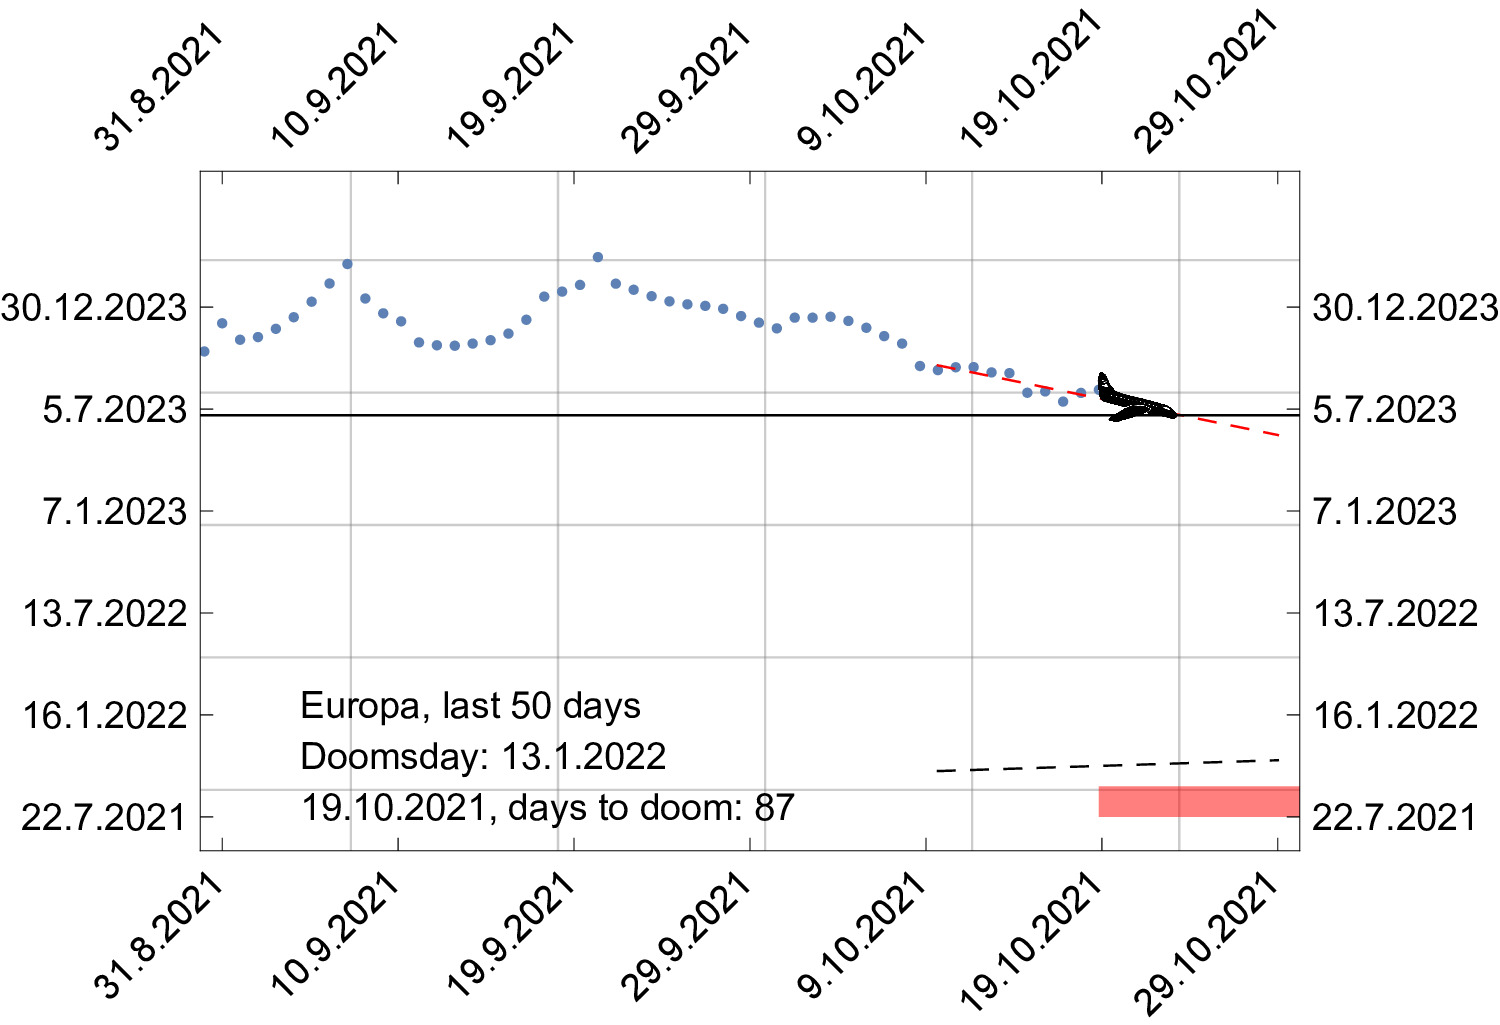 31.8.2021 10.9.2021 19.9.2021 29.9.2021 9.10.2021 19.10.2021 29.10.2021
30.12.2023 30.12.2023
5.7.2023 5.7.2023
7.1.2023 7.1.2023
13.7.2022 13.7.2022
Europa, last 50 days
16.1.2022 16.1.2022
Doomsday: 13.1.2022
19.10.2021, days to doom: 87
22.7.2021 22.7.2021
31.8.2021 10.9.2021 19.9.2021 29.9.2021 9.10.2021 19.10.2021 29.10.2021